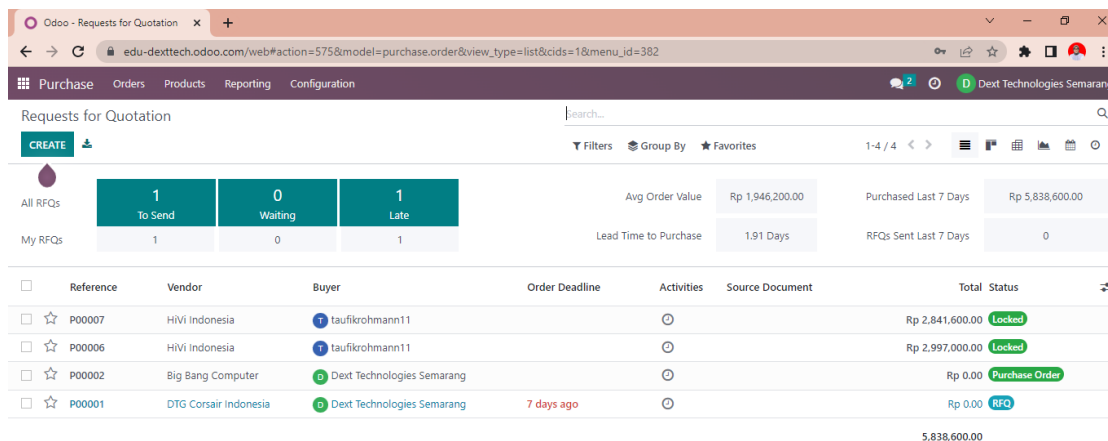 Odoo - Requests for Quotation
edu-dexttech.odoo.com/web#action=575&model=purchase.order&view_type=list&cids=1&menu_id=382
Purchase Orders Products Reporting Configuration 2 D Dext Technologies Semaran
Requests for Quotation Search...
CREATE Filters Group By Favorites 1-4 / 4
All RFQs 1 To Send 0 Waiting 1 Late Avg Order Value Rp 1,946,200.00 Purchased Last 7 Days Rp 5,838,600.00
My RFQs 1 0 1 Lead Time to Purchase 1.91 Days RFQs Sent Last 7 Days 0
Reference Vendor Buyer Order Deadline Activities Source Document Total Status
P00007 HiVi Indonesia T taufikrohmann11 Rp 2,841,600.00 Locked
P00006 HiVi Indonesia T taufikrohmann11 Rp 2,997,000.00 Locked
P00002 Big Bang Computer D Dext Technologies Semarang Rp 0.00 Purchase Order
P00001 DTG Corsair Indonesia D Dext Technologies Semarang 7 days ago Rp 0.00 RFQ
5,838,600.00